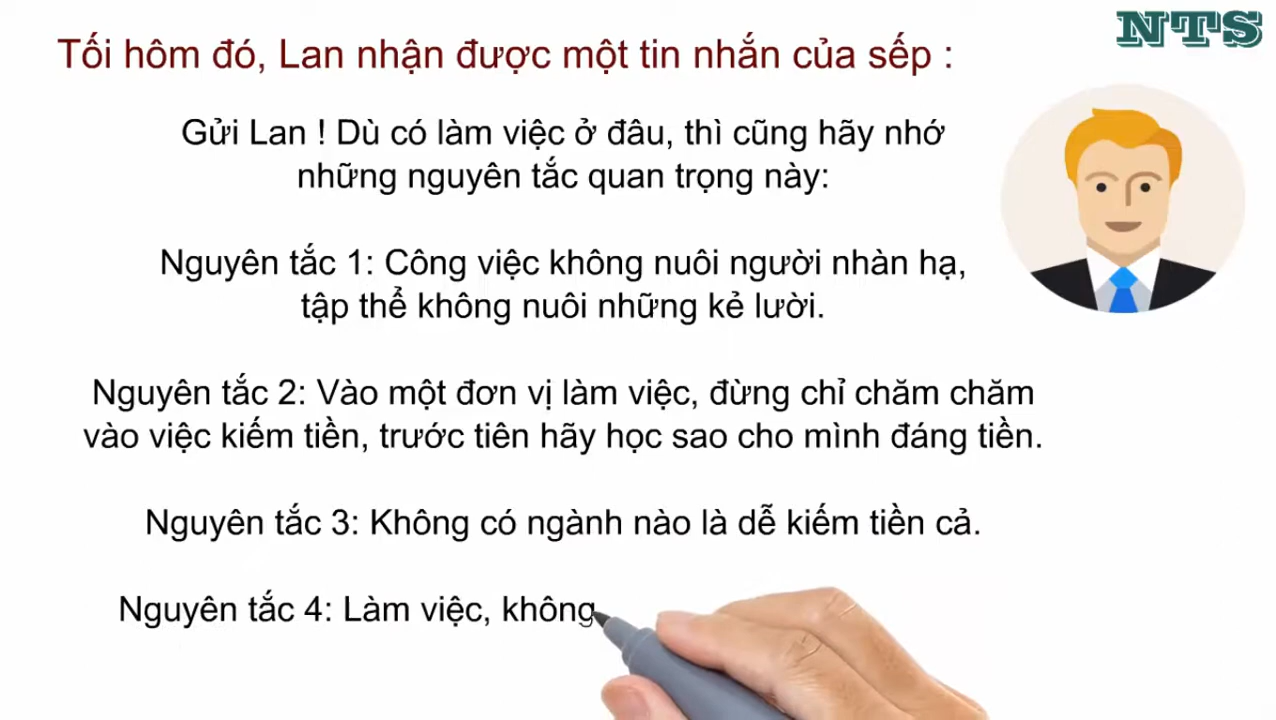 NTS
Tối hôm đó, Lan nhận được một tin nhắn của sếp :
Gửi Lan ! Dù có làm việc ở đâu, thì cũng hãy nhớ
những nguyên tắc quan trọng này:
Nguyên tắc 1: Công việc không nuôi người nhàn hạ,
tập thể không nuôi những kẻ lười.
Nguyên tắc 2: Vào một đơn vị làm việc, đừng chỉ chăm chăm
vào việc kiếm tiền, trước tiên hãy học sao cho mình đáng tiền.
Nguyên tắc 3: Không có ngành nào là dễ kiếm tiền cả.
Nguyên tắc 4: Làm việc, không